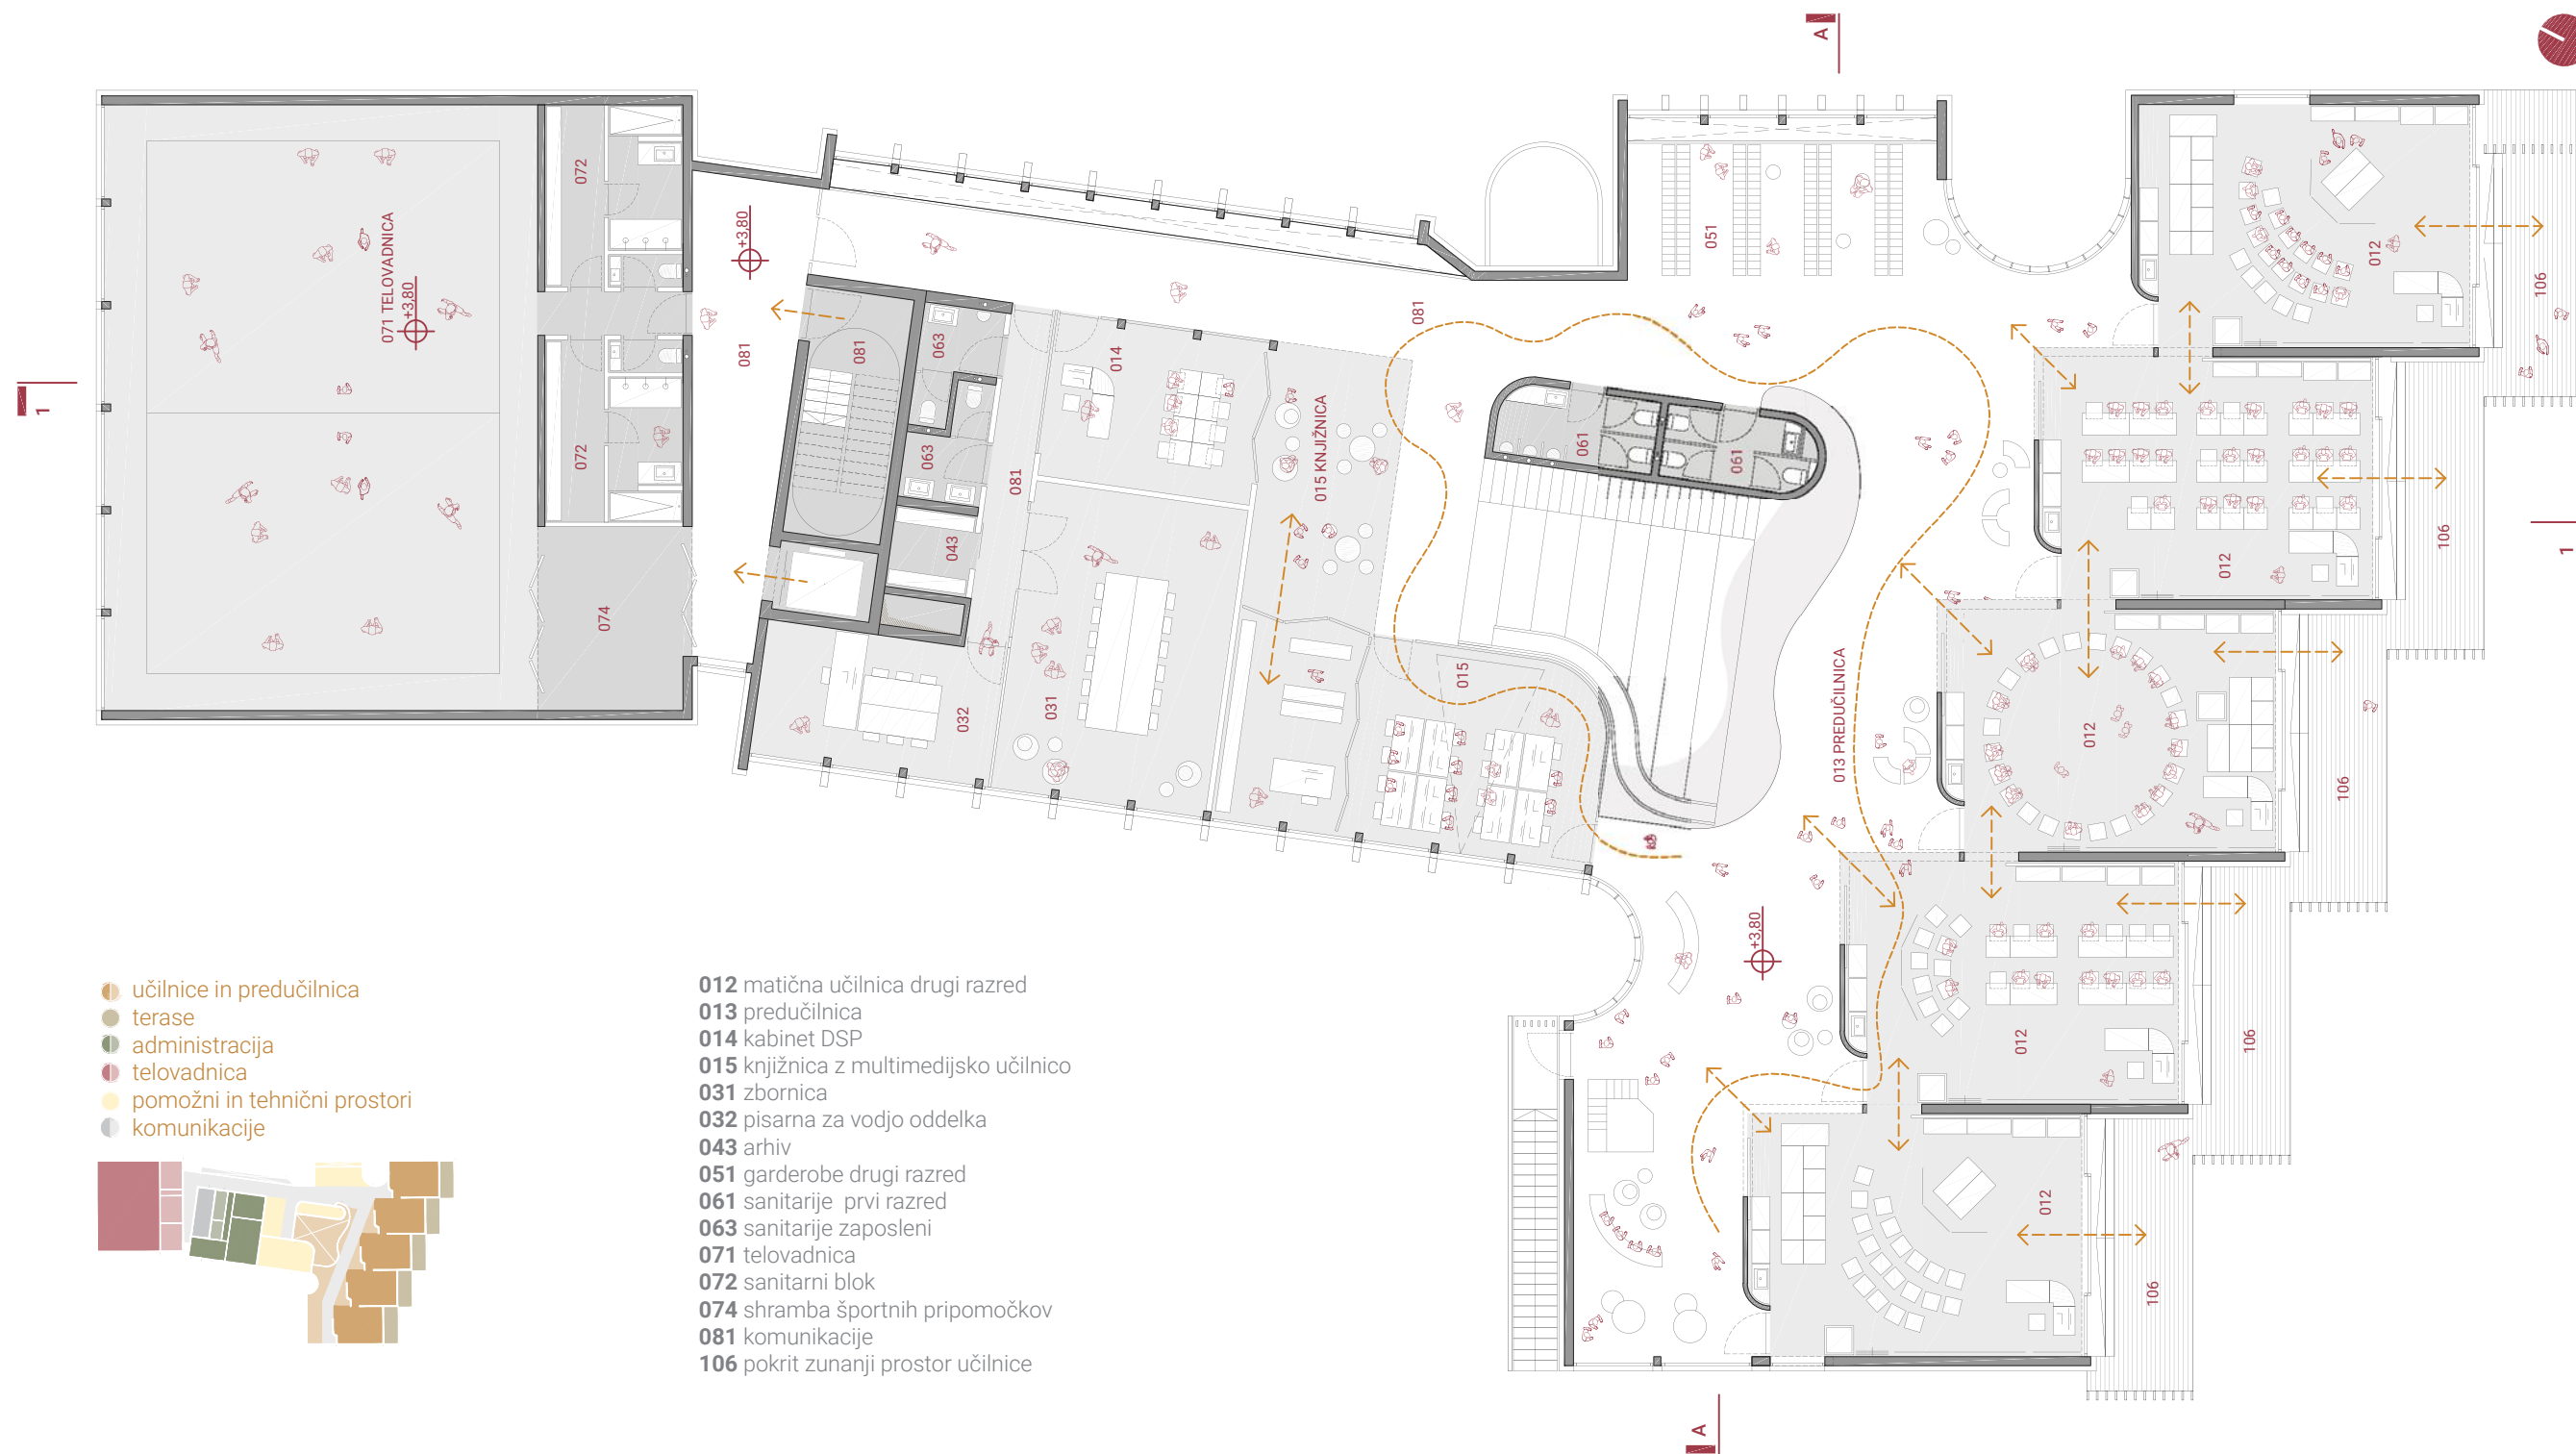 A
012
106
072
+3,80
051
071 TELOVADNICA
+3,80
081
081
081
063
014
1
015 KNJIŽNICA
061
061
072
063
081
043
012
106
1
074
032
031
015
013 PREDUČILNICA
012
106
+3,80
012
106
012
106
učilnice in predučilnica
terase
administracija
telovadnica
pomožni in tehnični prostori
komunikacije
012 matična učilnica drugi razred
013 predučilnica
014 kabinet DSP
015 knjižnica z multimedijsko učilnico
031 zbornica
032 pisarna za vodjo oddelka
043 arhiv
051 garderobe drugi razred
061 sanitarije prvi razred
063 sanitarije zaposleni
071 telovadnica
072 sanitarni blok
074 shramba športnih pripomočkov
081 komunikacije
106 pokrit zunanji prostor učilnice
A